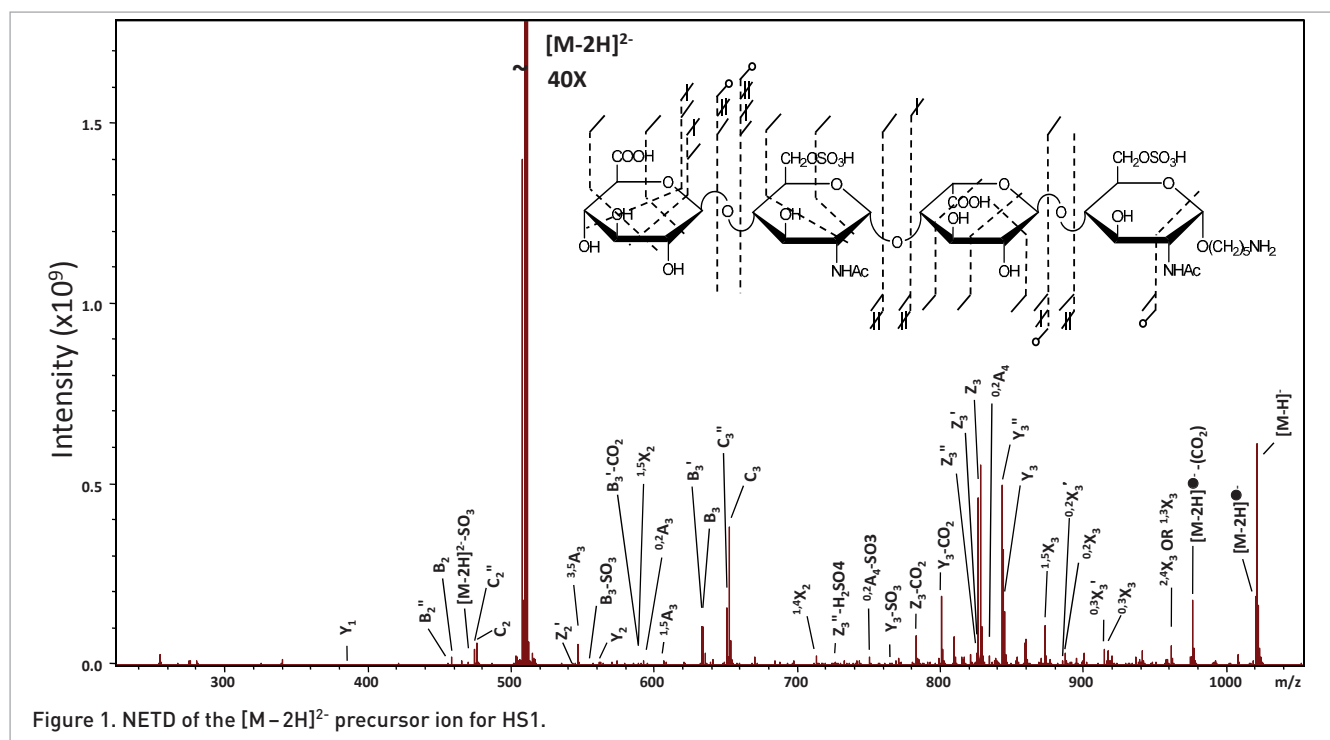 [M-2H]²⁻
40X
Intensity (x10⁹)
1.5
1.0
0.5
0.0
COOH
O
OH
OH
OH
O
CH₂OSO₃H
O
OH
NHAc
O
O
COOH
OH
OH
O
CH₂OSO₃H
O
OH
NHAc
O(CH₂)₅NH₂
Y₁
B₂''
B₂
[M-2H]²⁻-SO₃
C₂''
C₂
³,⁵A₃
Z₂'
B₃-SO₃
Y₂
B₃'-CO₂
¹,⁵X₂
⁰,²A₃
¹,⁵A₃
B₃'
B₃
C₃''
C₃
¹,⁴X₂
Z₃''-H₂SO4
⁰,²A₄-SO3
Y₃-SO₃
Z₃-CO₂
Y₃-CO₂
Z₃''
Z₃'
Z₃
⁰,²A₄
Y₃''
Y₃
¹,⁵X₃
⁰,²X₃'
⁰,²X₃
⁰,³X₃'
⁰,³X₃
²,⁴X₃ OR ¹,³X₃
[M-2H]●⁻-(CO₂)
[M-2H]●⁻
[M-H]⁻
300 400 500 600 700 800 900 1000 m/z
Figure 1. NETD of the [M – 2H]²⁻ precursor ion for HS1.